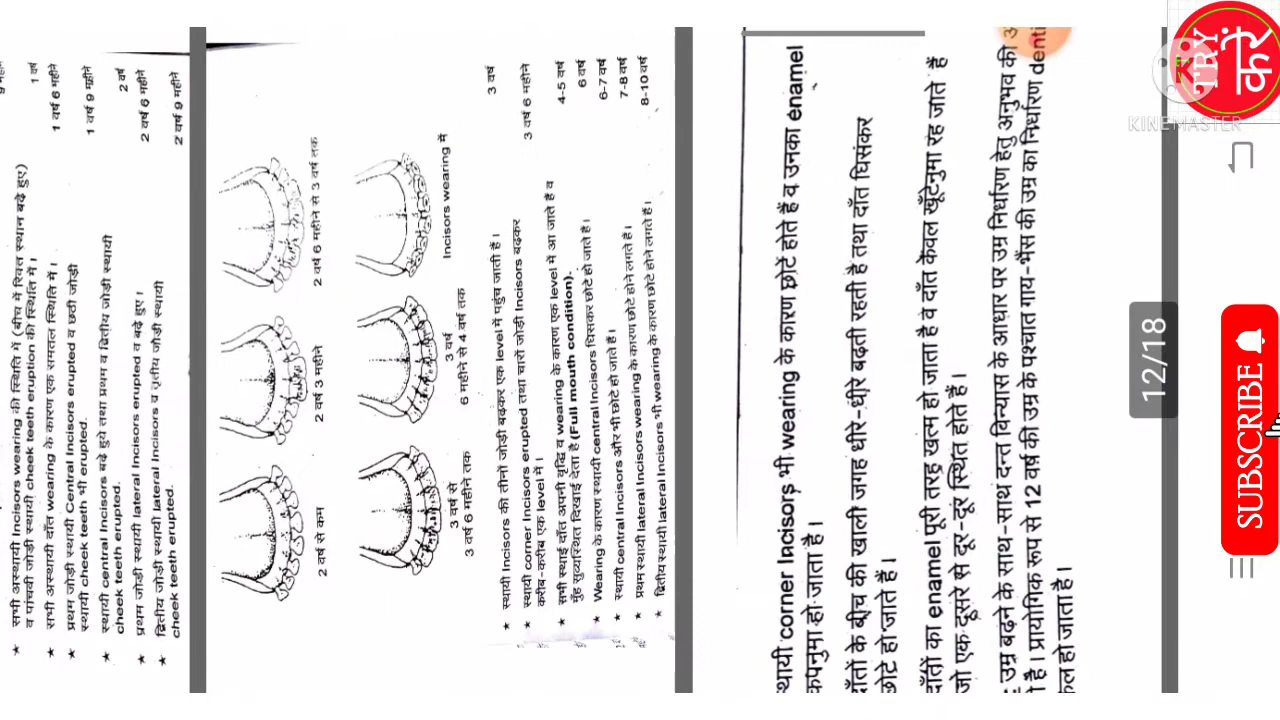 सभी अस्थायी Incisors wearing की स्थिति में (बीच में रिक्त स्थान बढ़े हुए)
व पांचवी जोड़ी स्थायी cheek teeth eruption की स्थिति में।
1 वर्ष
सभी अस्थायी दाँत wearing के कारण एक समतल स्थिति में।
1 वर्ष 6 महीने
प्रथम जोड़ी स्थायी Central Incisors erupted व छटी जोड़ी
स्थायी cheek teeth भी erupted.
1 वर्ष 9 महीने
स्थायी central Incisors बढ़े हुये तथा प्रथम व द्वितीय जोड़ी स्थायी
cheek teeth erupted.
2 वर्ष
प्रथम जोड़ी स्थायी lateral Incisors erupted व बढ़े हुए।
2 वर्ष 6 महीने
द्वितीय जोड़ी स्थायी lateral Incisors व तृतीय जोड़ी स्थायी
cheek teeth erupted.
2 वर्ष 9 महीने
2 वर्ष से कम
2 वर्ष 3 महीने
2 वर्ष 6 महीने से 3 वर्ष तक
3 वर्ष से
3 वर्ष 6 महीने तक
3 वर्ष
6 महीने से 4 वर्ष तक
Incisors wearing में
स्थायी Incisors की तीनो जोड़ी बढ़कर एक level में पहुंच जाती हैं।
3 वर्ष
स्थायी corner Incisors erupted तथा चारों जोड़ी Incisors बढ़कर
करीब-करीब एक level में।
3 वर्ष 6 महीने
सभी स्थाई दाँत अपनी वृद्धि व wearing के कारण एक level में आ जाते है व
मुँह सुव्यस्थित दिखाई देता है (Full mouth condition).
4-5 वर्ष
Wearing के कारण स्थायी central Incisors घिसकर छोटे हो जाते है।
6 वर्ष
स्थायी central Incisors और भी छोटे हो जाते है।
6-7 वर्ष
प्रथम स्थायी lateral Incisors wearing के कारण छोटे होने लगते है।
7-8 वर्ष
द्वितीय स्थायी lateral Incisors भी wearing के कारण छोटे होने लगते हैं।
8-10 वर्ष
स्थायी corner Incisors भी wearing के कारण छोटे होते हैं व उनका enamel
कपनुमा हो जाता है।
दाँतों के बीच की खाली जगह धीरे-धीरे बढ़ती रहती है तथा दाँत घिसकर
छोटे हो जाते हैं।
दाँतों का enamel पूरी तरह खत्म हो जाता है व दाँत केवल खूँटेनुमा रह जाते हैं
जो एक दूसरे से दूर-दूर स्थित होते हैं।
उम्र बढ़ने के साथ-साथ दन्त विन्यास के आधार पर उम्र निर्धारण हेतु अनुभव की
है। प्रायोगिक रूप से 12 वर्ष की उम्र के पश्चात गाय-भैंस की उम्र का निर्धारण denti
हो जाता है।
12/18
TRY
करें
KINEMASTER
SUBSCRIBE